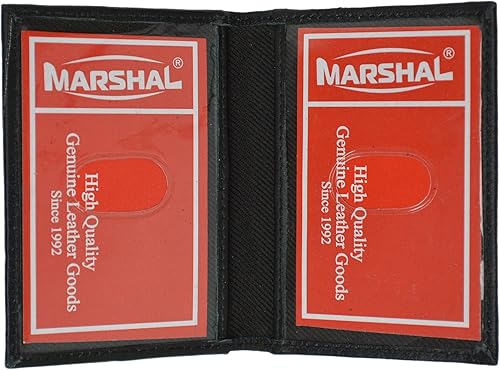 MARSHAL®
High Quality
Genuine Leather Goods
Since 1992
MARSHAL®
High Quality
Genuine Leather Goods
Since 1992